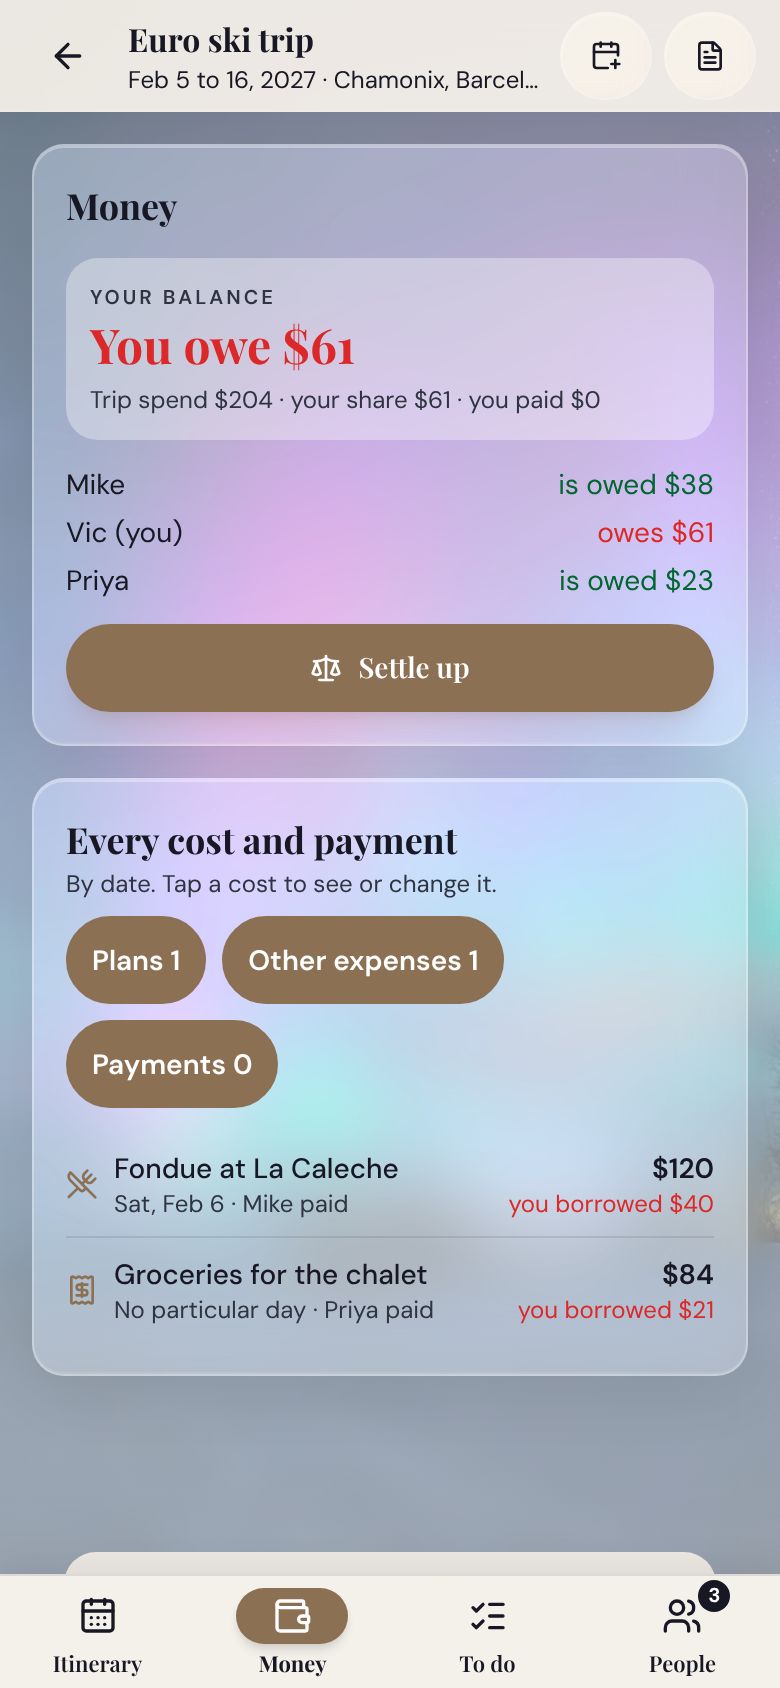 Euro ski trip
Feb 5 to 16, 2027 · Chamonix, Barcel...
Money
YOUR BALANCE
You owe $61
Trip spend $204 · your share $61 · you paid $0
Mike is owed $38
Vic (you) owes $61
Priya is owed $23
Settle up
Every cost and payment
By date. Tap a cost to see or change it.
Plans 1 Other expenses 1
Payments 0
Fondue at La Caleche $120
Sat, Feb 6 · Mike paid you borrowed $40
Groceries for the chalet $84
No particular day · Priya paid you borrowed $21
3
Itinerary Money To do People